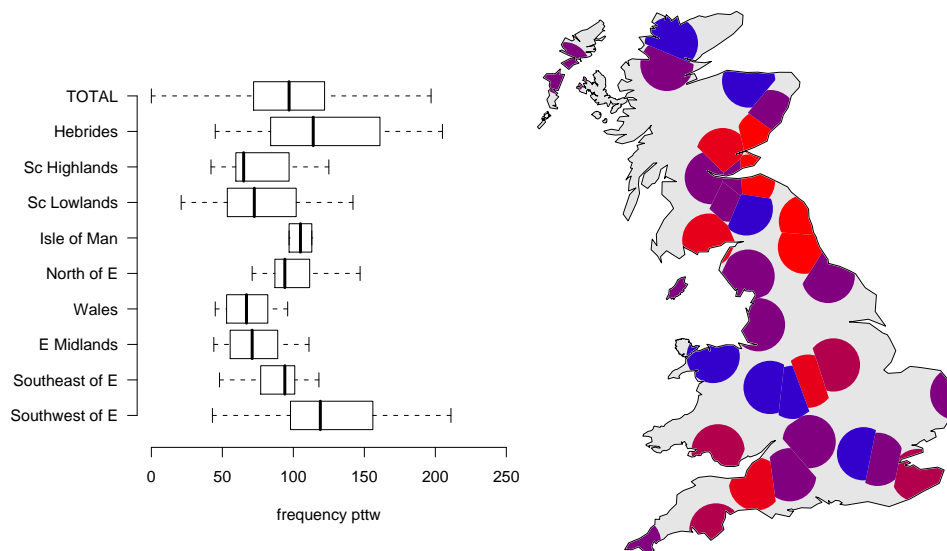 TOTAL
Hebrides
Sc Highlands
Sc Lowlands
Isle of Man
North of E
Wales
E Midlands
Southeast of E
Southwest of E
0 50 100 150 200 250
frequency pttw